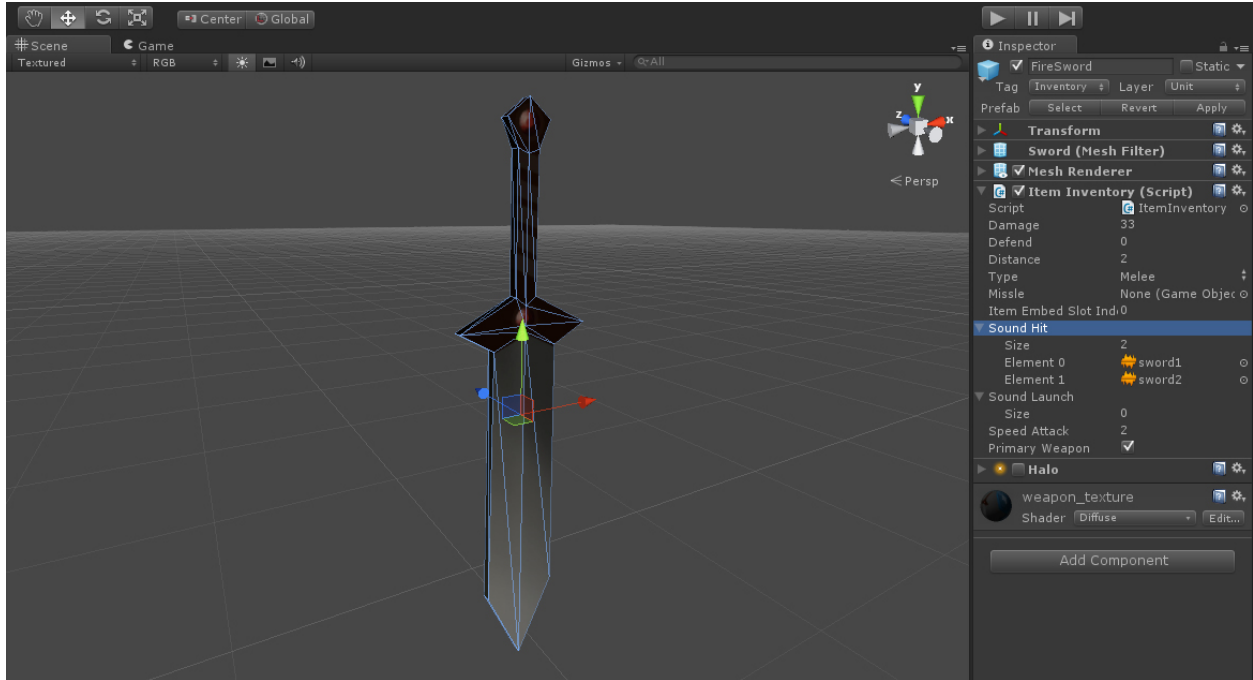 Center Global
# Scene Game
Textured RGB Gizmos All
y
z x
Persp
Inspector
FireSword Static
Tag Inventory Layer Unit
Prefab Select Revert Apply
Transform
Sword (Mesh Filter)
Mesh Renderer
Item Inventory (Script)
Script ItemInventory
Damage 33
Defend 0
Distance 2
Type Melee
Missle None (Game Objec
Item Embed Slot Ind 0
Sound Hit
Size 2
Element 0 sword1
Element 1 sword2
Sound Launch
Size 0
Speed Attack 2
Primary Weapon
Halo
weapon_texture
Shader Diffuse Edit...
Add Component